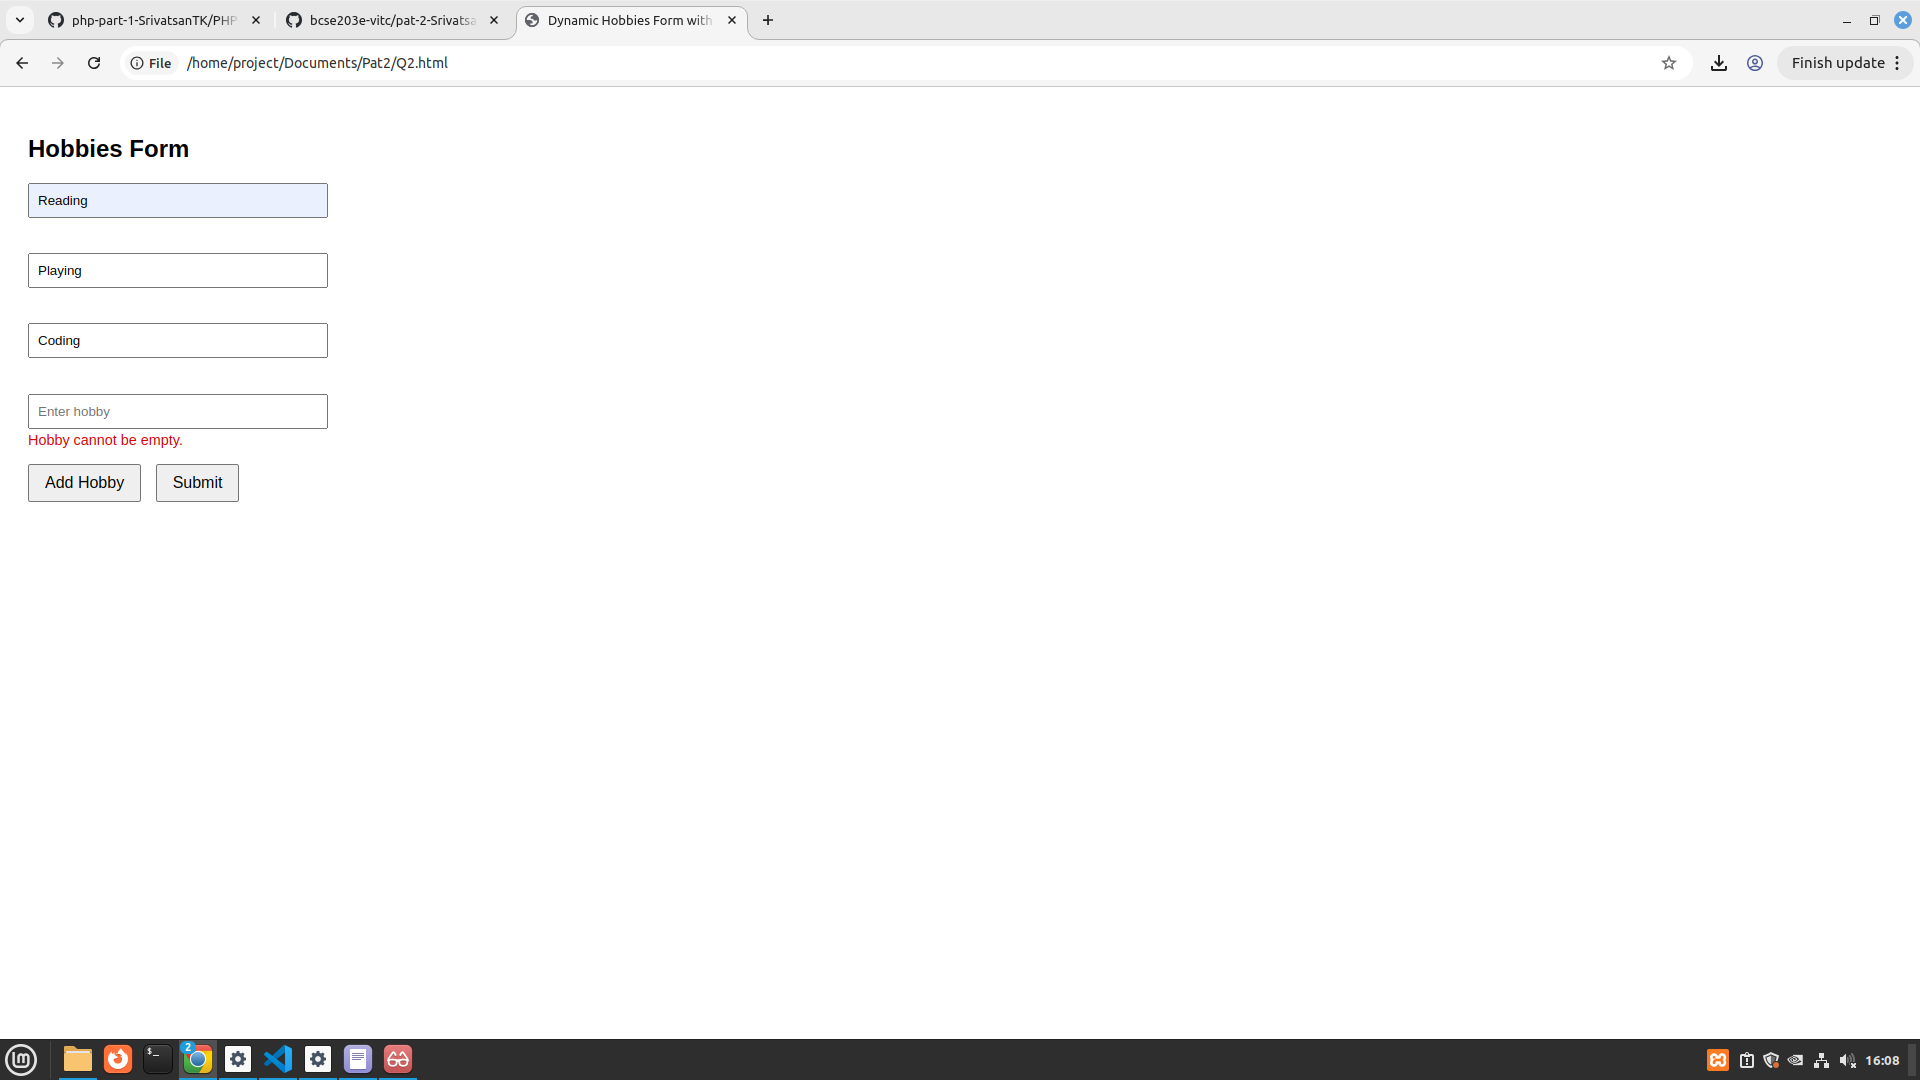 php-part-1-SrivatsanTK/PHP
bcse203e-vitc/pat-2-Srivatsa
Dynamic Hobbies Form with
File
/home/project/Documents/Pat2/Q2.html
Finish update
Hobbies Form
Reading
Playing
Coding
Enter hobby
Hobby cannot be empty.
Add Hobby
Submit
$_
2
16:08